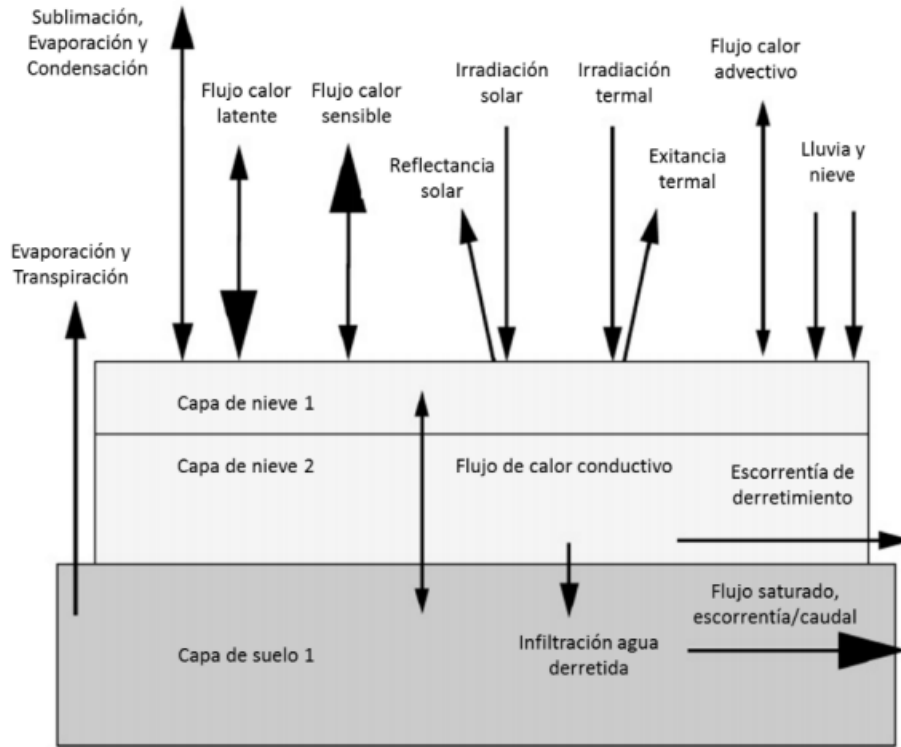 Sublimación,
Evaporación y
Condensación
Flujo calor
latente
Flujo calor
sensible
Irradiación
solar
Irradiación
termal
Flujo calor
advectivo
Reflectancia
solar
Exitancia
termal
Lluvia y
nieve
Evaporación y
Transpiración
Capa de nieve 1
Capa de nieve 2
Flujo de calor conductivo
Escorrentía de
derretimiento
Capa de suelo 1
Infiltración agua
derretida
Flujo saturado,
escorrentía/caudal